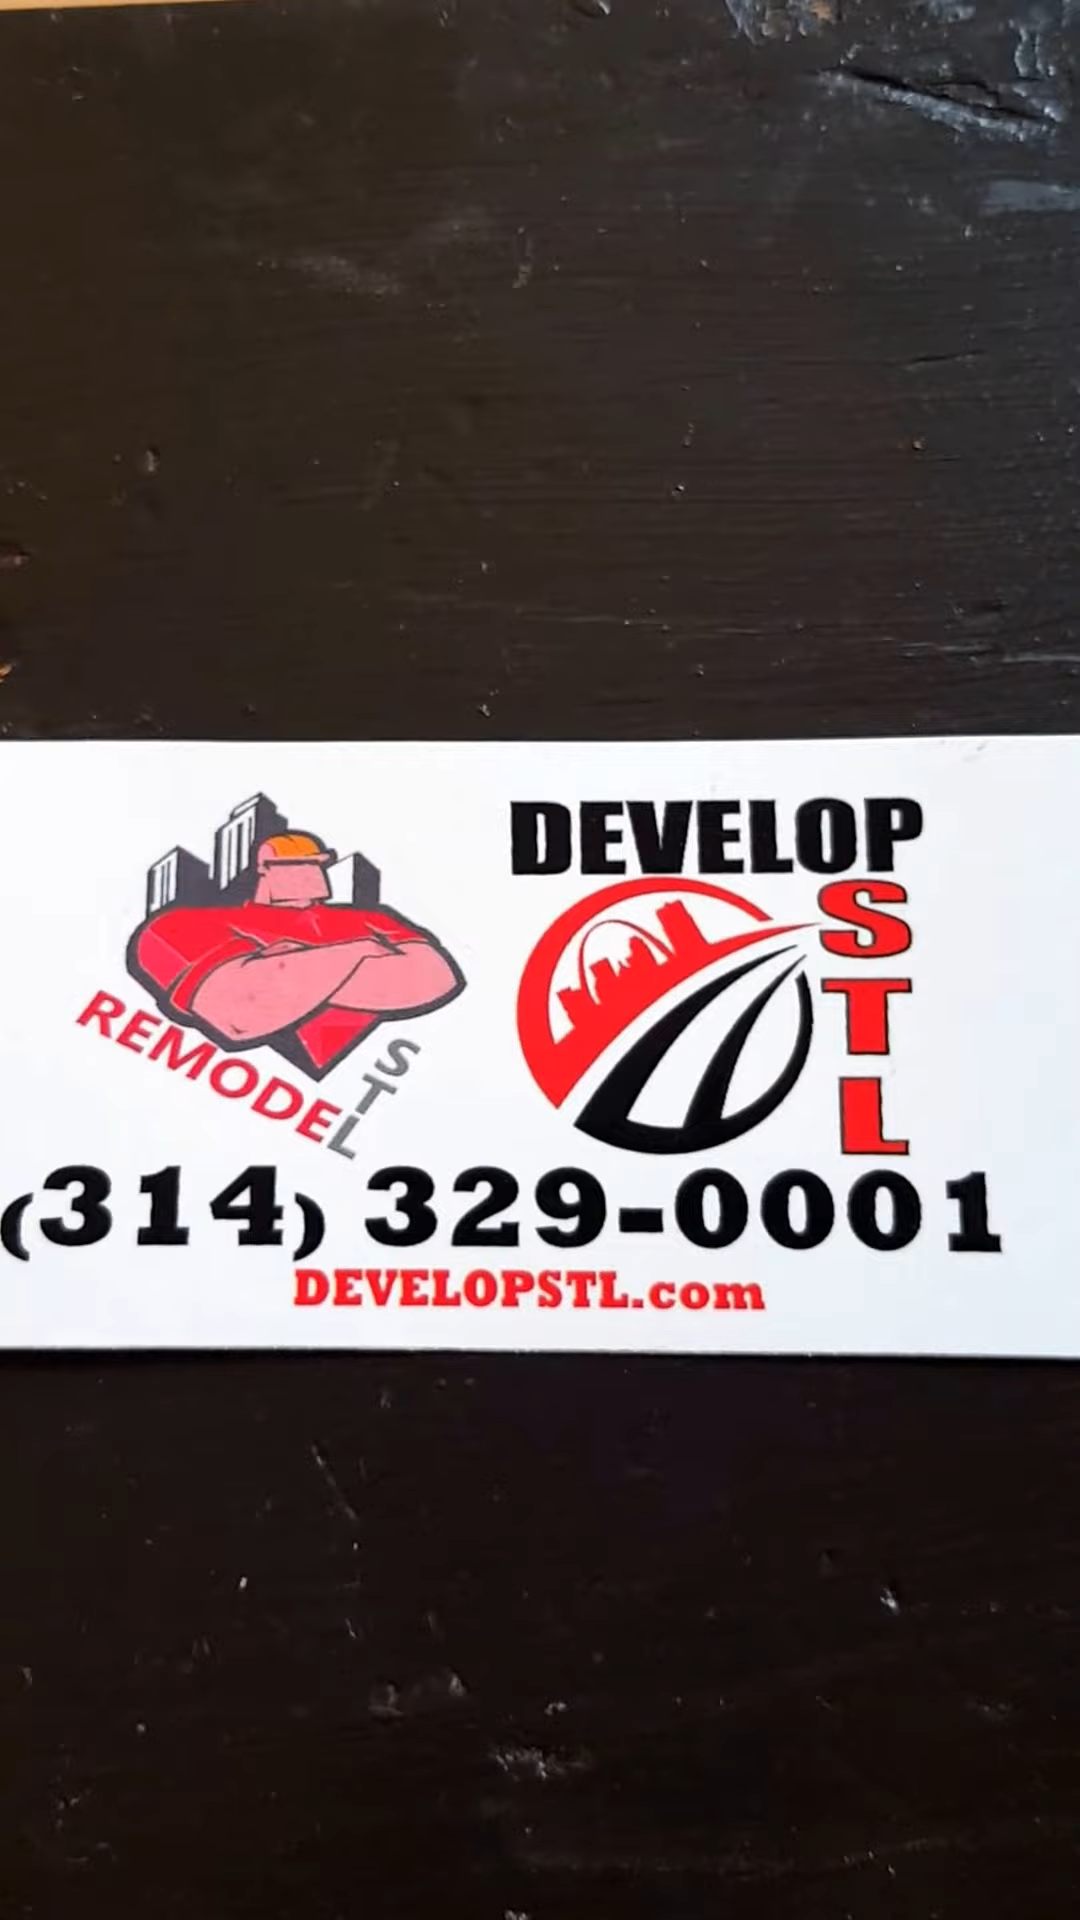 REMODEL
STL
DEVELOP
STL
(314) 329-0001
DEVELOPSTL.com